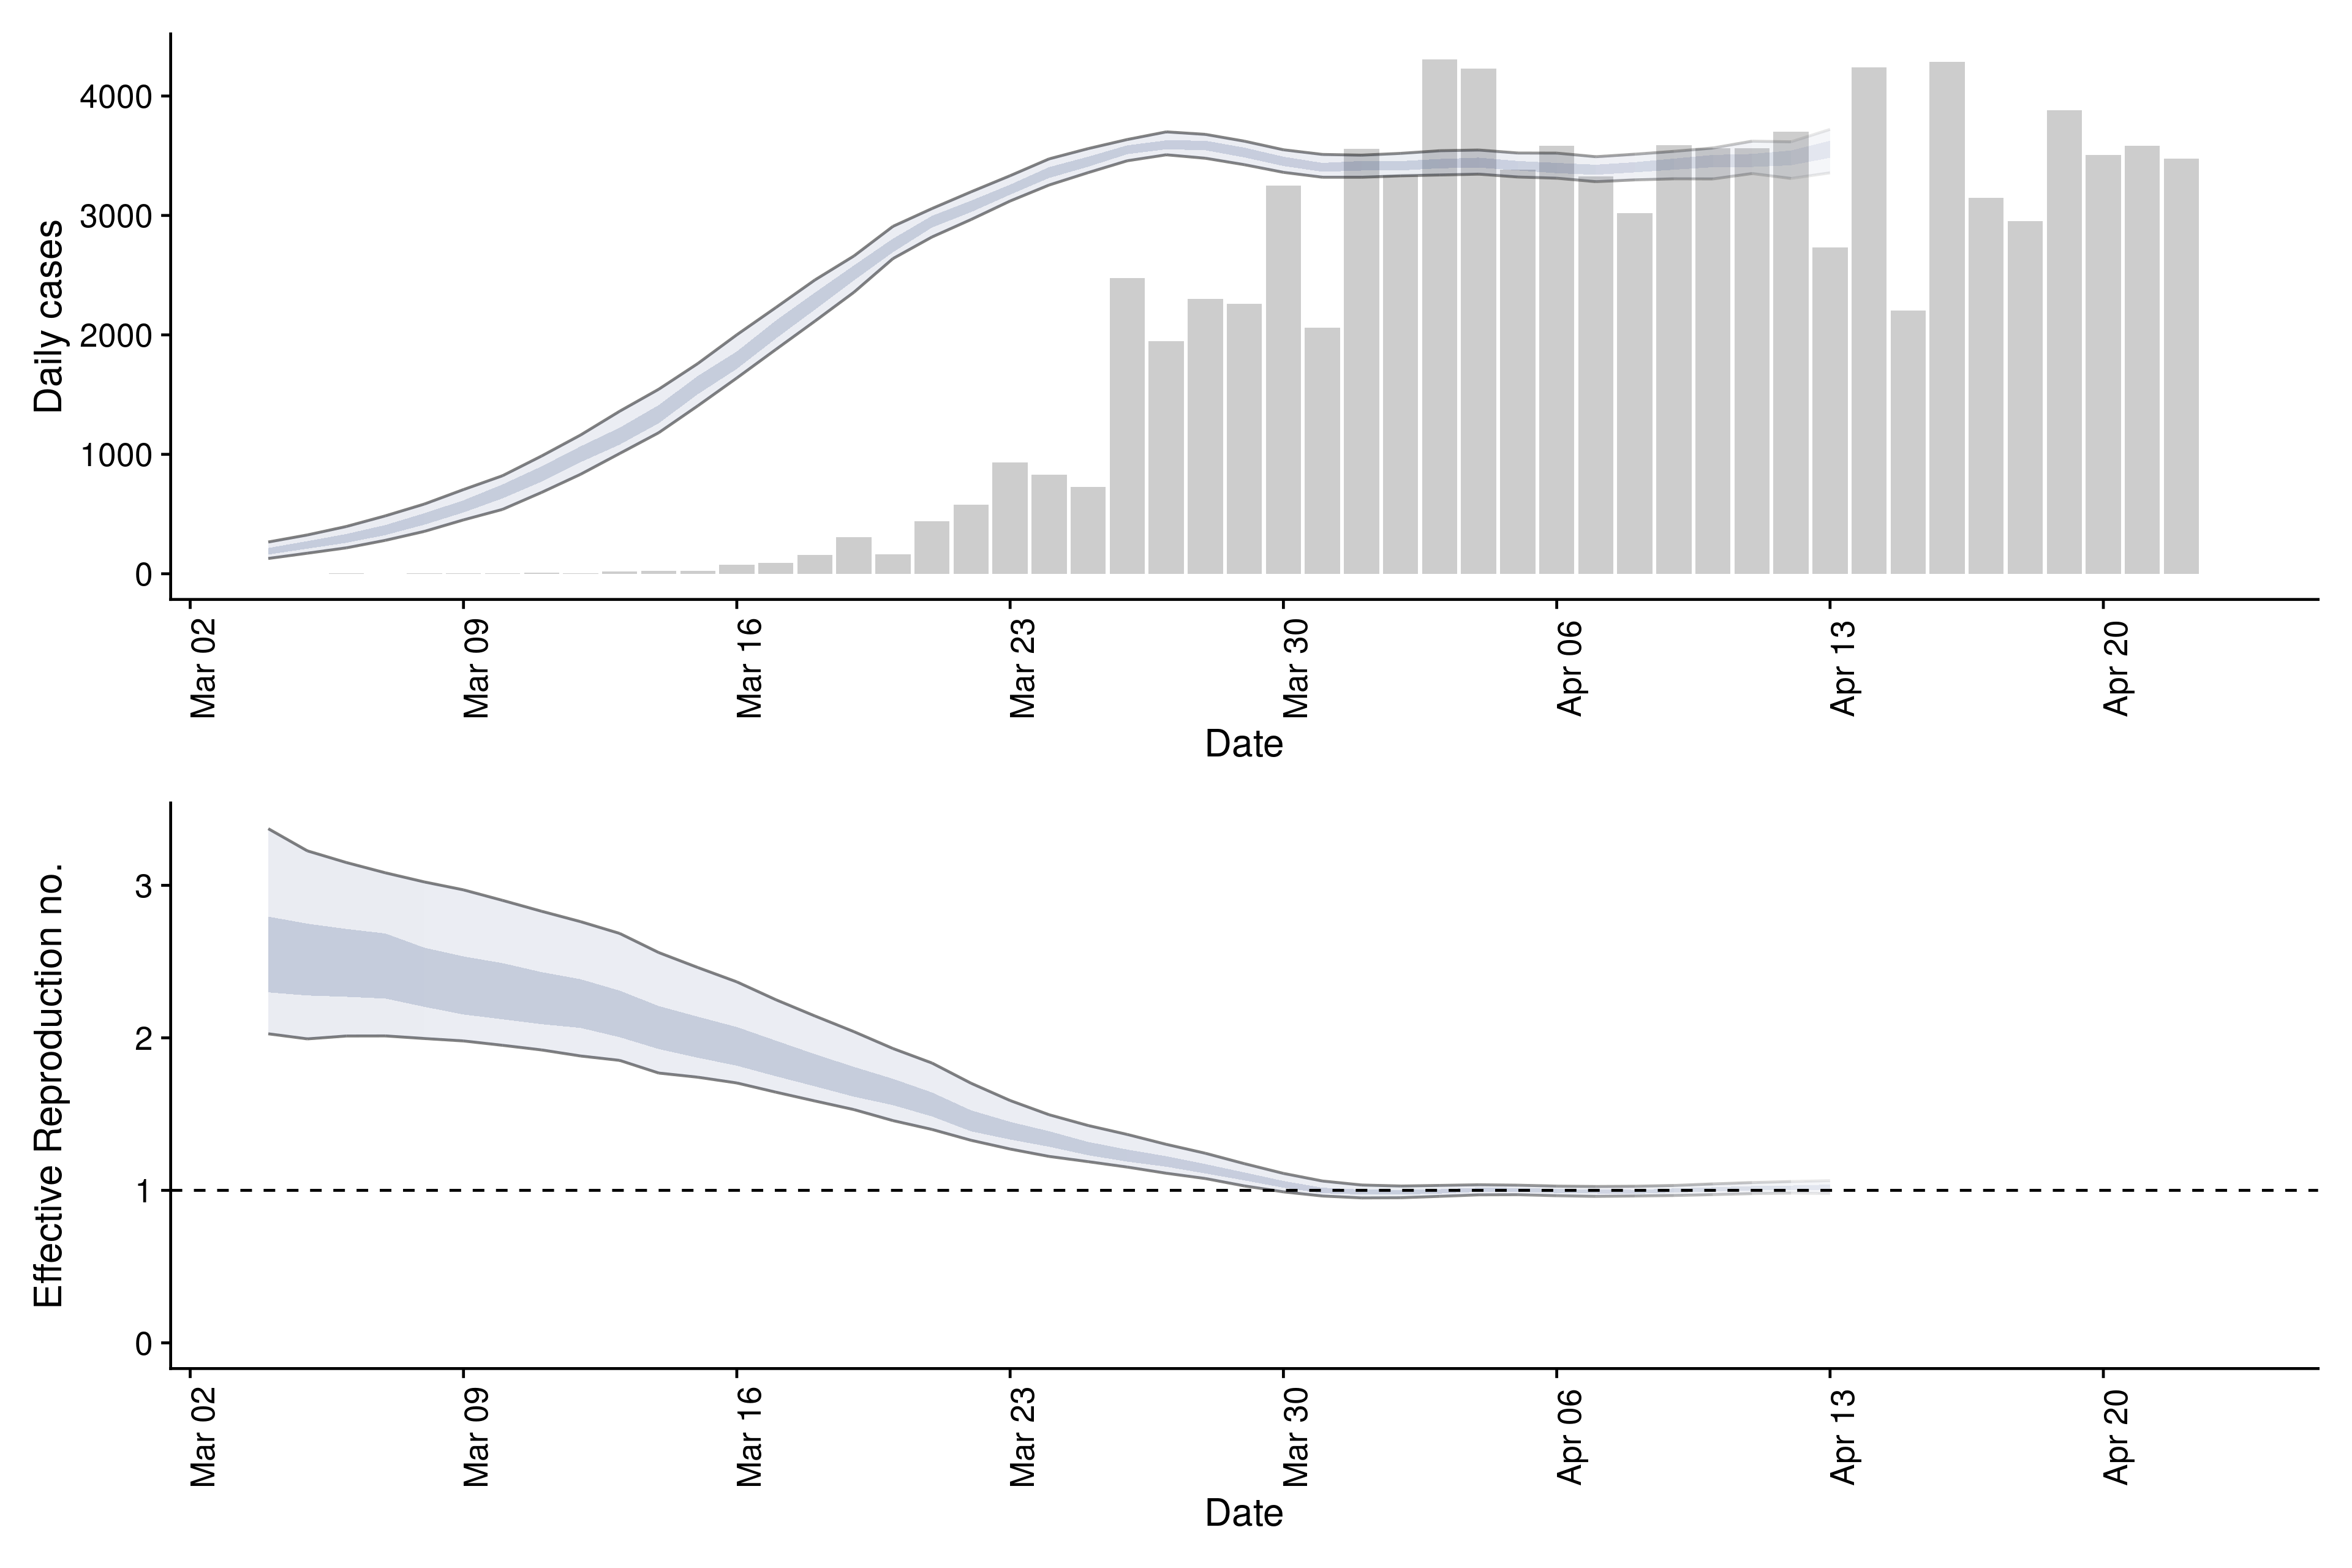 Daily cases
4000
3000
2000
1000
0
Mar 02
Mar 09
Mar 16
Mar 23
Mar 30
Apr 06
Apr 13
Apr 20
Date
Effective Reproduction no.
3
2
1
0
Mar 02
Mar 09
Mar 16
Mar 23
Mar 30
Apr 06
Apr 13
Apr 20
Date